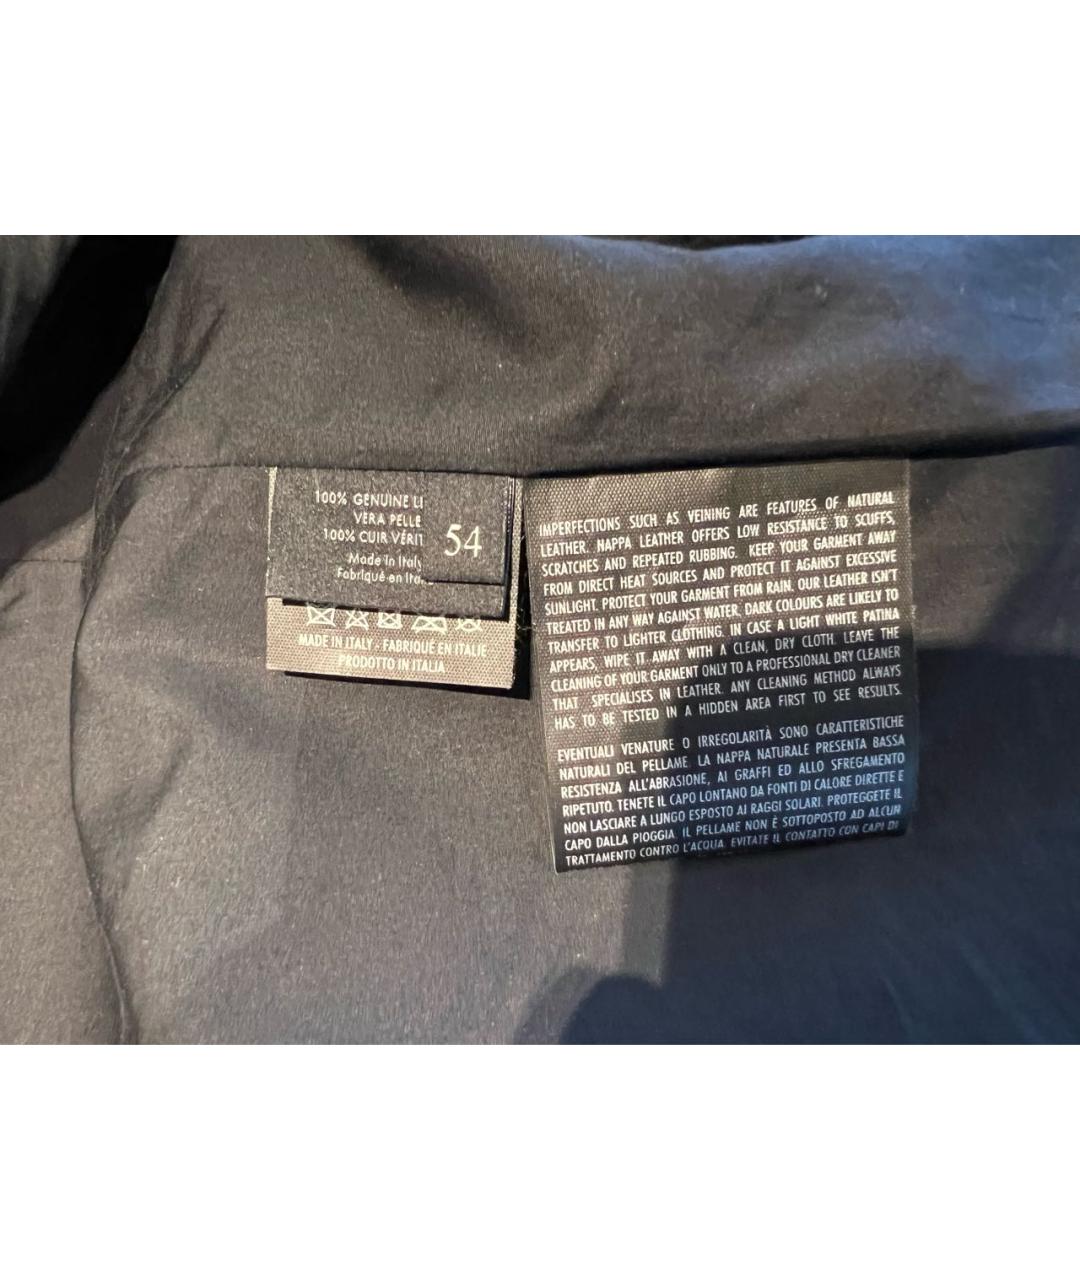 100% GENUINE LE
VERA PELLE
100% CUIR VÉRIT
Made in Italy
Fabriqué en Ita
54
MADE IN ITALY - FABRIQUÉ EN ITALIE
PRODOTTO IN ITALIA
IMPERFECTIONS SUCH AS VEINING ARE FEATURES OF NATURAL
LEATHER. NAPPA LEATHER OFFERS LOW RESISTANCE TO SCUFFS,
SCRATCHES AND REPEATED RUBBING. KEEP YOUR GARMENT AWAY
FROM DIRECT HEAT SOURCES AND PROTECT IT AGAINST EXCESSIVE
SUNLIGHT. PROTECT YOUR GARMENT FROM RAIN. OUR LEATHER ISN'T
TREATED IN ANY WAY AGAINST WATER. DARK COLOURS ARE LIKELY TO
TRANSFER TO LIGHTER CLOTHING. IN CASE A LIGHT WHITE PATINA
APPEARS, WIPE IT AWAY WITH A CLEAN, DRY CLOTH. LEAVE THE
CLEANING OF YOUR GARMENT ONLY TO A PROFESSIONAL DRY CLEANER
THAT SPECIALISES IN LEATHER. ANY CLEANING METHOD ALWAYS
HAS TO BE TESTED IN A HIDDEN AREA FIRST TO SEE RESULTS.
EVENTUALI VENATURE O IRREGOLARITÀ SONO CARATTERISTICHE
NATURALI DEL PELLAME. LA NAPPA NATURALE PRESENTA BASSA
RESISTENZA ALL'ABRASIONE, AI GRAFFI ED ALLO SFREGAMENTO
RIPETUTO. TENETE IL CAPO LONTANO DA FONTI DI CALORE DIRETTE E
NON LASCIARE A LUNGO ESPOSTO AI RAGGI SOLARI. PROTEGGETE IL
CAPO DALLA PIOGGIA. IL PELLAME NON È SOTTOPOSTO AD ALCUN
TRATTAMENTO CONTRO L'ACQUA. EVITATE IL CONTATTO CON CAPI DI